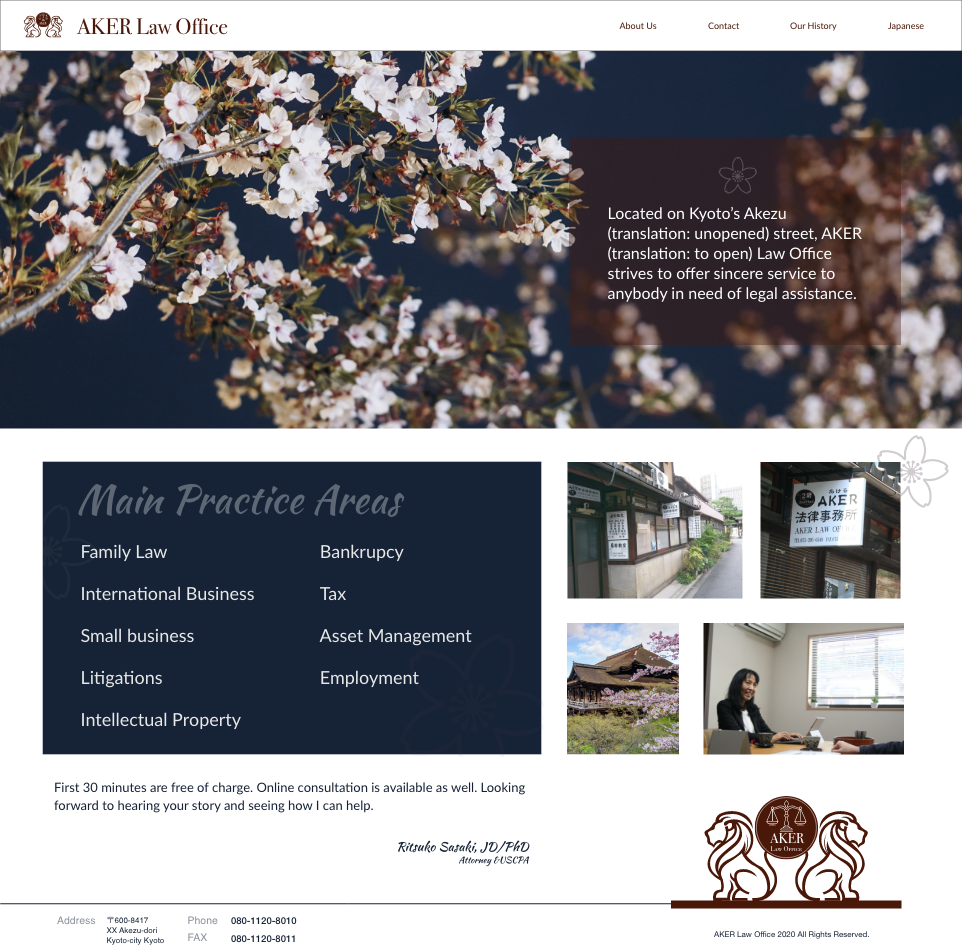 AKER Law Office
About Us
Contact
Our History
Japanese
Located on Kyoto's Akezu
(translation: unopened) street, AKER
(translation: to open) Law Office
strives to offer sincere service to
anybody in need of legal assistance.
Main Practice Areas
Family Law
Bankrupcy
International Business
Tax
Small business
Asset Management
Litigations
Employment
Intellectual Property
あける
2階
AKER
法律事務所
AKER LAW OF
First 30 minutes are free of charge. Online consultation is available as well. Looking
forward to hearing your story and seeing how I can help.
Ritsuko Sasaki, JD/PhD
Attorney &USCPA
AKER
Law Office
Address
〒600-8417
XX Akezu-dori
Kyoto-city Kyoto
Phone 080-1120-8010
FAX 080-1120-8011
AKER Law Office 2020 All Rights Reserved.